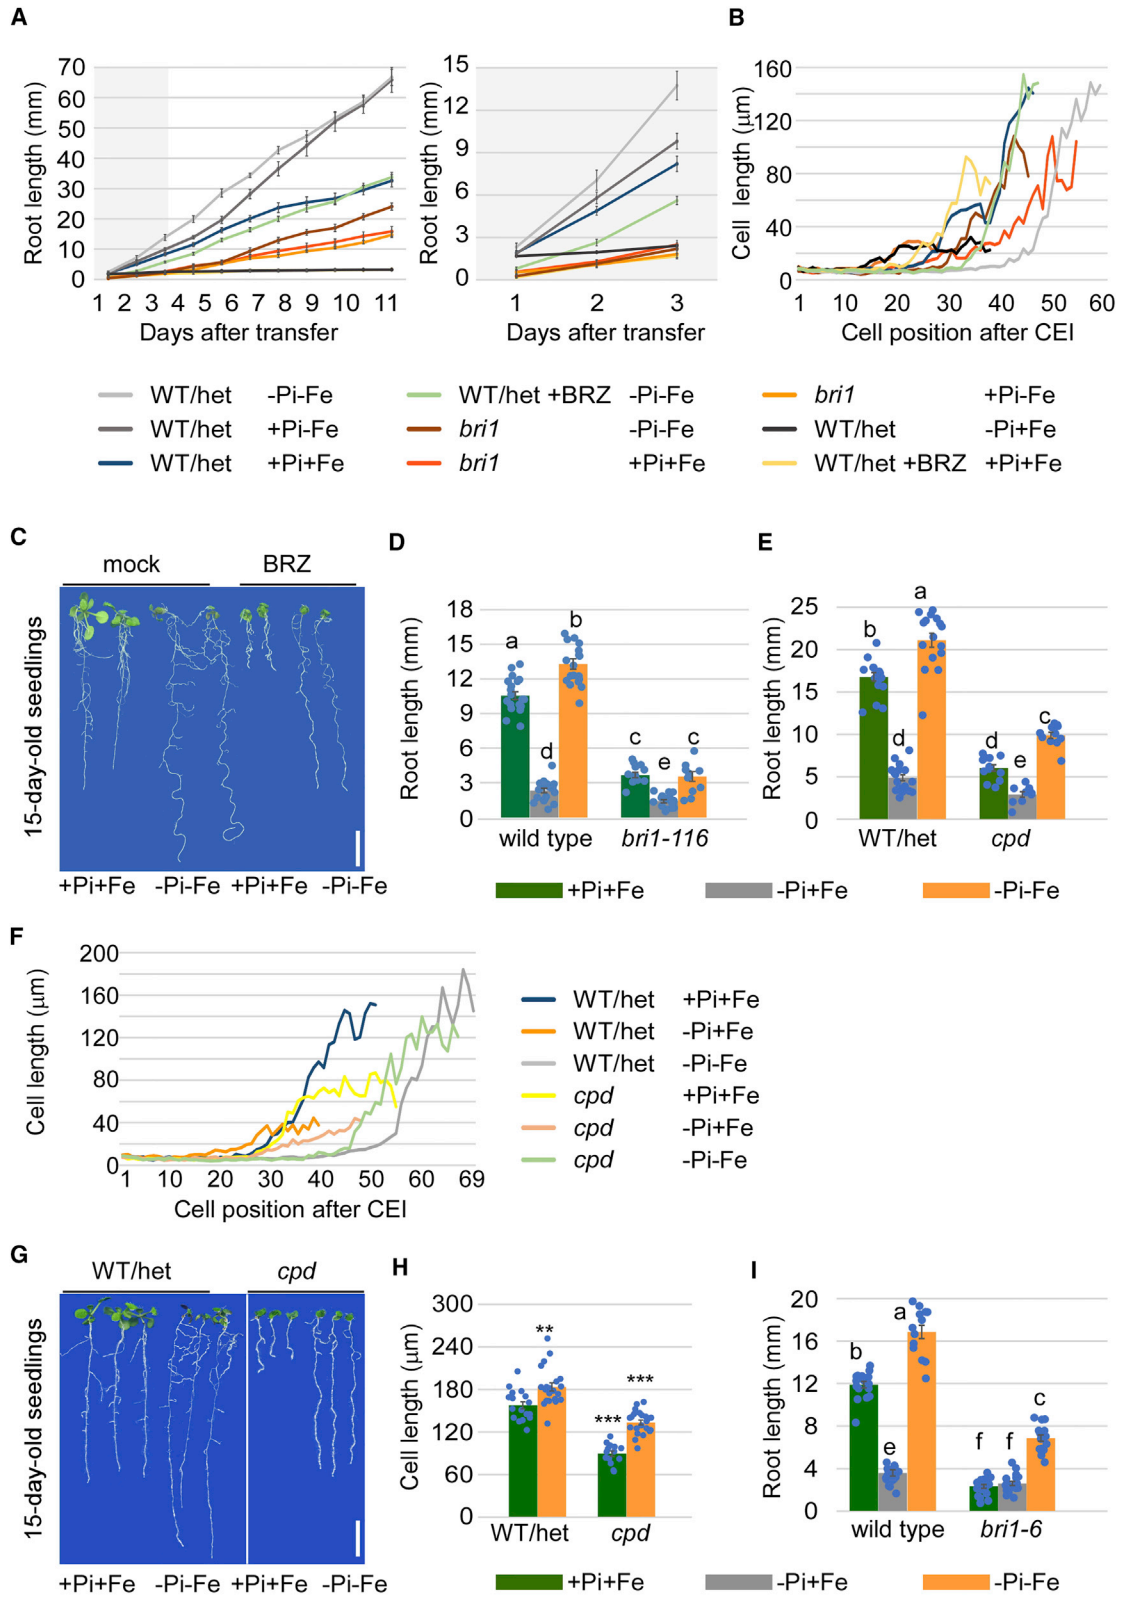 A
Root length (mm)
70
60
50
40
30
20
10
0
1 2 3 4 5 6 7 8 9 10 11
Days after transfer
Root length (mm)
15
12
9
6
3
0
1 2 3
Days after transfer
B
Cell length (μm)
160
120
80
40
0
1 10 20 30 40 50 60
Cell position after CEI
WT/het -Pi-Fe
WT/het +BRZ -Pi-Fe
bri1 +Pi-Fe
WT/het +Pi-Fe
bri1 -Pi-Fe
WT/het -Pi+Fe
WT/het +Pi+Fe
bri1 +Pi+Fe
WT/het +BRZ +Pi+Fe
C
mock BRZ
15-day-old seedlings
+Pi+Fe -Pi-Fe +Pi+Fe -Pi-Fe
D
Root length (mm)
18
15
12
9
6
3
0
a d b c e c
wild type bri1-116
E
Root length (mm)
25
20
15
10
5
0
b d a d e c
WT/het cpd
+Pi+Fe -Pi+Fe -Pi-Fe
F
Cell length (μm)
200
160
120
80
40
0
1 10 20 30 40 50 60 69
Cell position after CEI
WT/het +Pi+Fe
WT/het -Pi+Fe
WT/het -Pi-Fe
cpd +Pi+Fe
cpd -Pi+Fe
cpd -Pi-Fe
G
WT/het cpd
15-day-old seedlings
+Pi+Fe -Pi-Fe +Pi+Fe -Pi-Fe
H
Cell length (μm)
300
240
180
120
60
0
** *** ***
WT/het cpd
I
Root length (mm)
20
16
12
8
4
0
b e a f f c
wild type bri1-6
+Pi+Fe -Pi+Fe -Pi-Fe